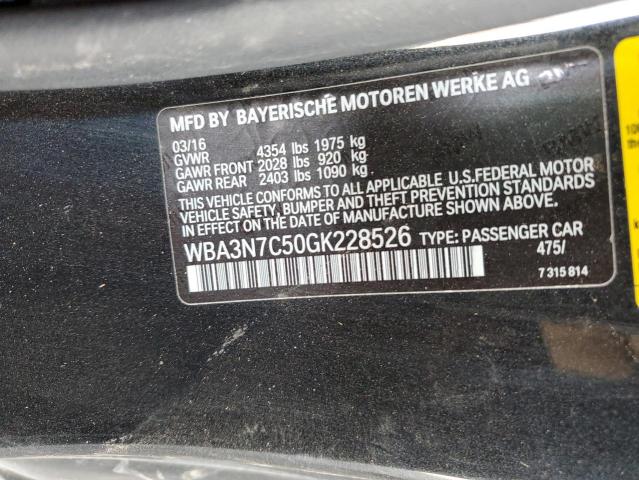 MFD BY BAYERISCHE MOTOREN WERKE AG
03/16
GVWR 4354 lbs 1975 kg
GAWR FRONT 2028 lbs 920 kg
GAWR REAR 2403 lbs 1090 kg
THIS VEHICLE CONFORMS TO ALL APPLICABLE U.S.FEDERAL MOTOR
VEHICLE SAFETY, BUMPER AND THEFT PREVENTION STANDARDS
IN EFFECT ON THE DATE OF MANUFACTURE SHOWN ABOVE.
WBA3N7C50GK228526 TYPE: PASSENGER CAR
475/
7 315 814